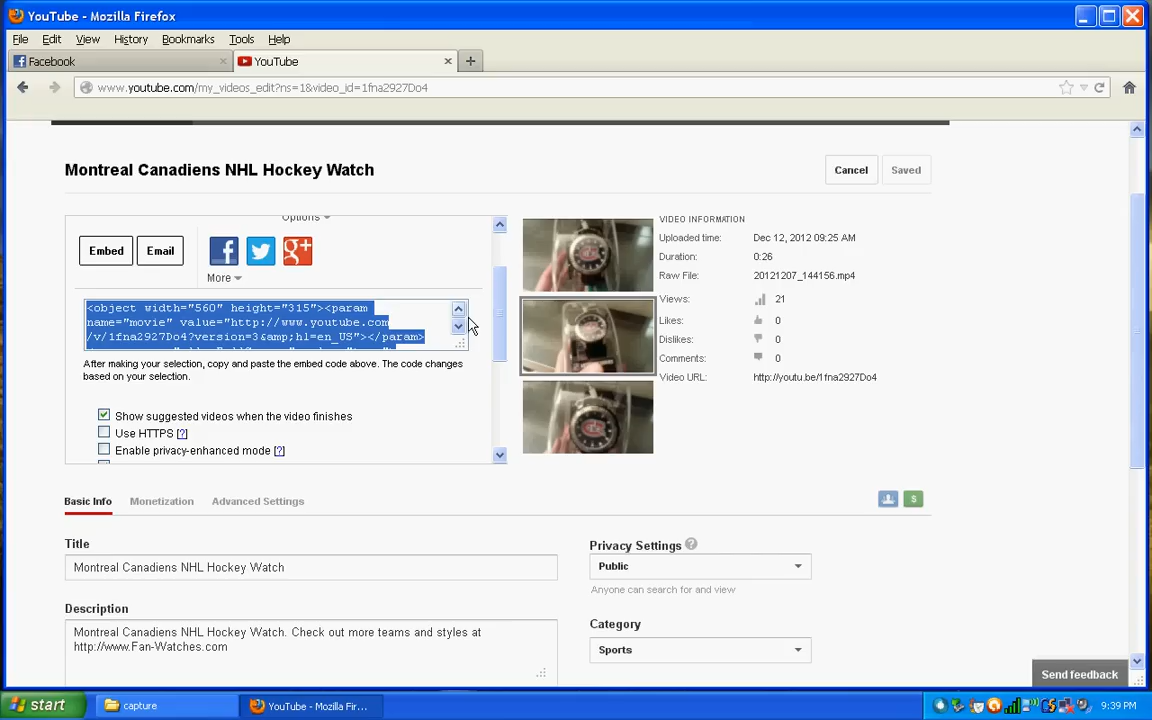 YouTube - Mozilla Firefox
File Edit View History Bookmarks Tools Help
Facebook
YouTube
www.youtube.com/my_videos_edit?ns=1&video_id=1fna2927Do4
Montreal Canadiens NHL Hockey Watch
Cancel
Saved
Options
Embed
Email
More
<object width="560" height="315"><param
name="movie" value="http://www.youtube.com
/v/1fna2927Do4?version=3&amp;hl=en_US"></param>
After making your selection, copy and paste the embed code above. The code changes
based on your selection.
Show suggested videos when the video finishes
Use HTTPS [?]
Enable privacy-enhanced mode [?]
VIDEO INFORMATION
Uploaded time: Dec 12, 2012 09:25 AM
Duration: 0:26
Raw File: 20121207_144156.mp4
Views: 21
Likes: 0
Dislikes: 0
Comments: 0
Video URL: http://youtu.be/1fna2927Do4
Basic Info
Monetization
Advanced Settings
Title
Montreal Canadiens NHL Hockey Watch
Description
Montreal Canadiens NHL Hockey Watch. Check out more teams and styles at
http://www.Fan-Watches.com
Privacy Settings
Public
Anyone can search for and view
Category
Sports
Send feedback
start
capture
YouTube - Mozilla Fir...
9:39 PM